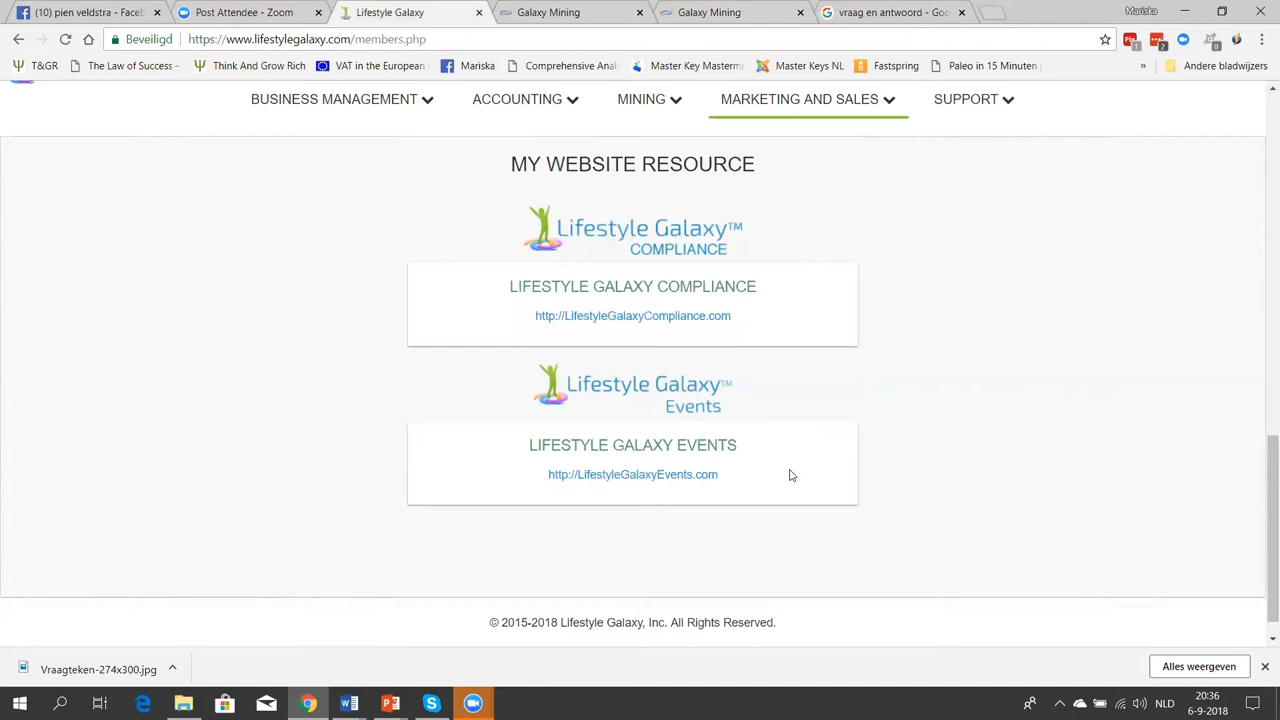 (10) pien veldstra - Faceb
Post Attendee - Zoom
Lifestyle Galaxy
Galaxy Mining
Galaxy Mining
vraag en antwoord - Goo
Mariska
Beveiligd
https://www.lifestylegalaxy.com/members.php
1
2
0
T&GR
The Law of Success -
Think And Grow Rich
VAT in the European
Mariska
Comprehensive Anal
Master Key Masterm
Master Keys NL
Fastspring
Paleo in 15 Minuten
»
Andere bladwijzers
BUSINESS MANAGEMENT
ACCOUNTING
MINING
MARKETING AND SALES
SUPPORT
MY WEBSITE RESOURCE
Lifestyle Galaxy™
COMPLIANCE
LIFESTYLE GALAXY COMPLIANCE
http://LifestyleGalaxyCompliance.com
Lifestyle Galaxy™
Events
LIFESTYLE GALAXY EVENTS
http://LifestyleGalaxyEvents.com
© 2015-2018 Lifestyle Galaxy, Inc. All Rights Reserved.
Vraagteken-274x300.jpg
Alles weergeven
NLD
20:36
6-9-2018